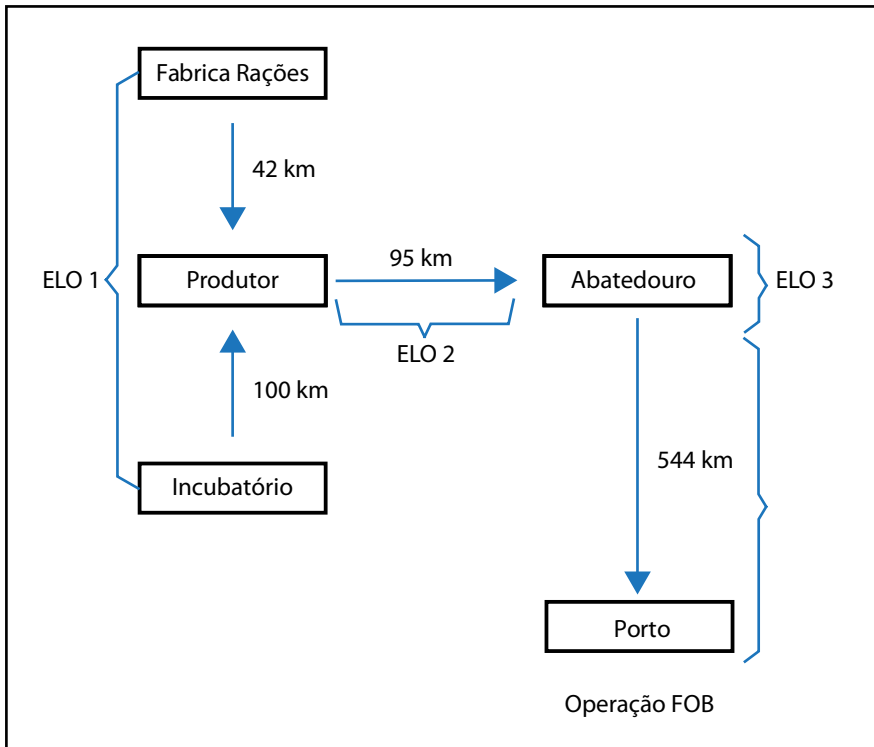 Fabrica Rações
42 km
ELO 1
Produtor
95 km
Abatedouro
ELO 3
ELO 2
100 km
544 km
Incubatório
Porto
Operação FOB